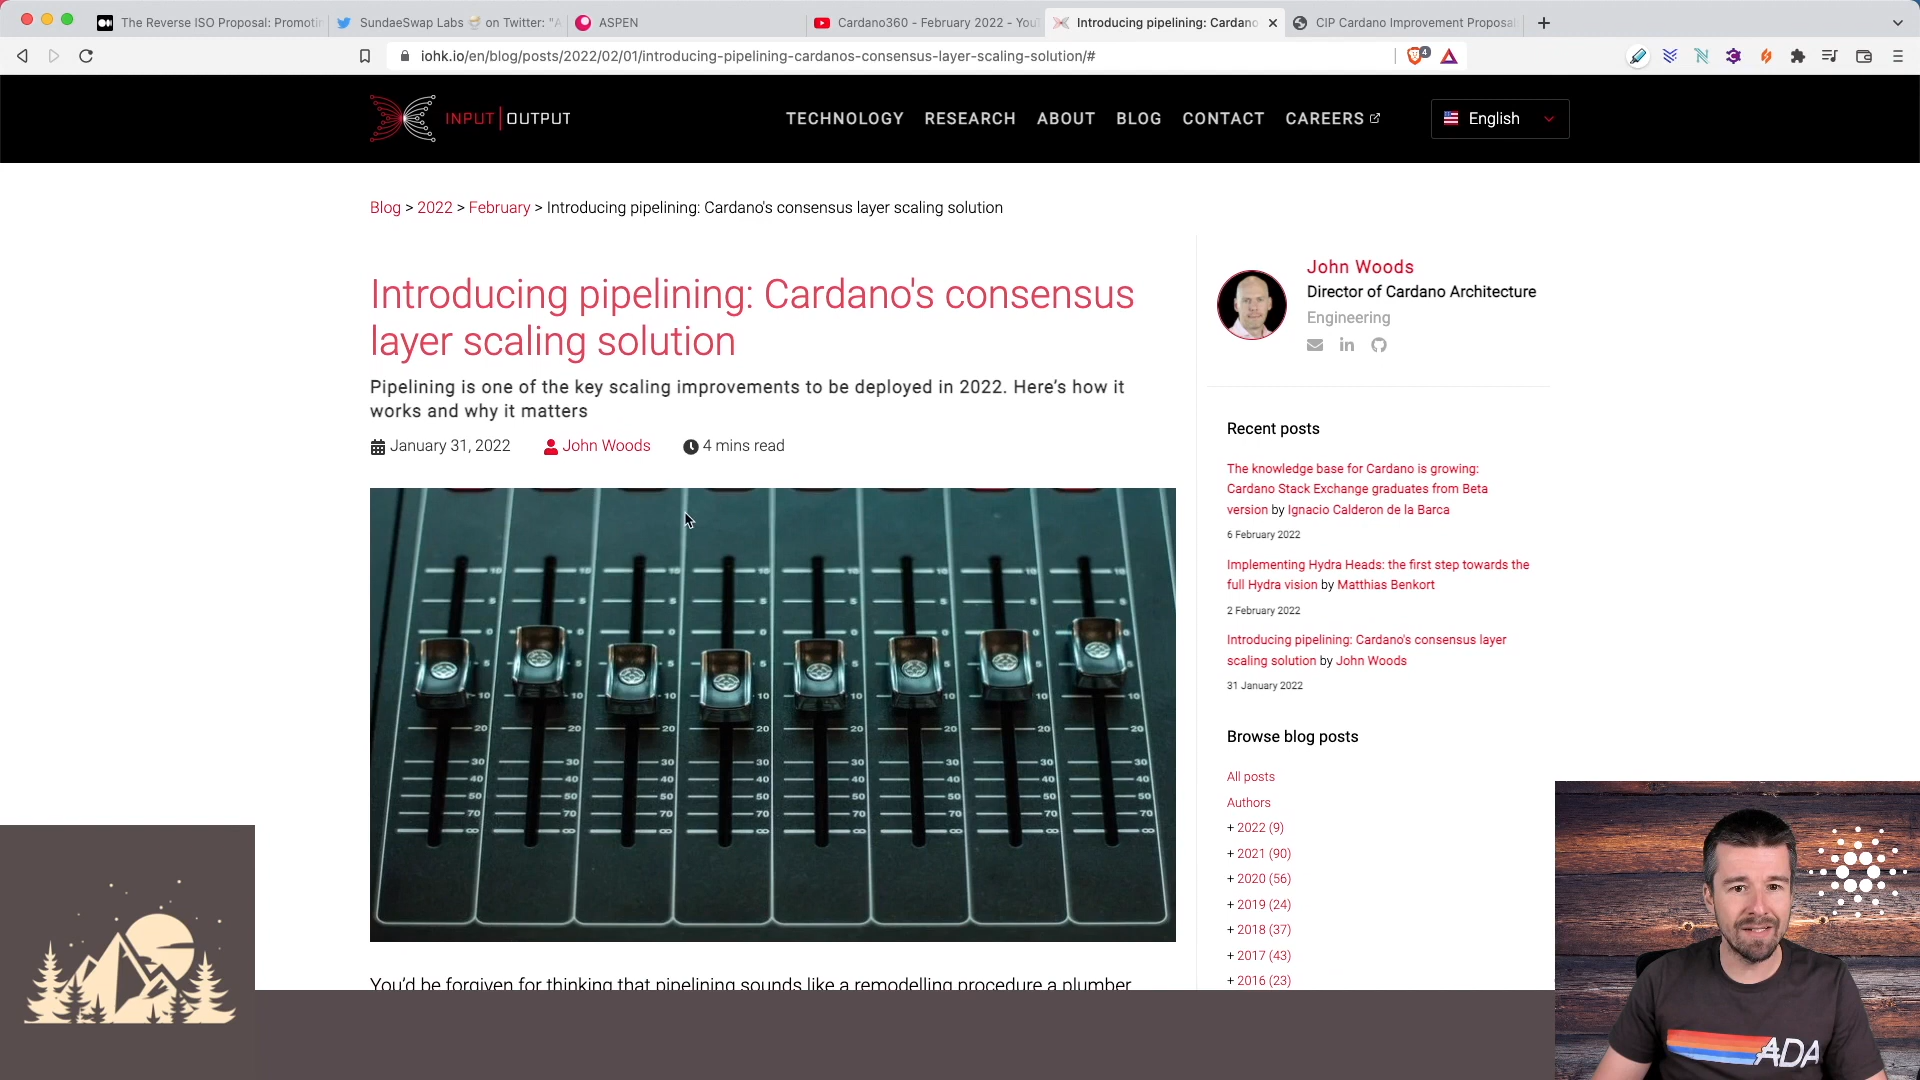 The Reverse ISO Proposal: Promotin
SundaeSwap Labs 🍨 on Twitter: "A
ASPEN
Cardano360 - February 2022 - You
Introducing pipelining: Cardano
CIP Cardano Improvement Proposal
iohk.io/en/blog/posts/2022/02/01/introducing-pipelining-cardanos-consensus-layer-scaling-solution/#
4
INPUT | OUTPUT
TECHNOLOGY RESEARCH ABOUT BLOG CONTACT CAREERS
English
Blog > 2022 > February > Introducing pipelining: Cardano's consensus layer scaling solution
Introducing pipelining: Cardano's consensus
layer scaling solution
Pipelining is one of the key scaling improvements to be deployed in 2022. Here's how it
works and why it matters
January 31, 2022 John Woods 4 mins read
You'd be forgiven for thinking that pipelining sounds like a remodelling procedure a plumber
John Woods
Director of Cardano Architecture
Engineering
Recent posts
The knowledge base for Cardano is growing:
Cardano Stack Exchange graduates from Beta
version by Ignacio Calderon de la Barca
6 February 2022
Implementing Hydra Heads: the first step towards the
full Hydra vision by Matthias Benkort
2 February 2022
Introducing pipelining: Cardano's consensus layer
scaling solution by John Woods
31 January 2022
Browse blog posts
All posts
Authors
+ 2022 (9)
+ 2021 (90)
+ 2020 (56)
+ 2019 (24)
+ 2018 (37)
+ 2017 (43)
+ 2016 (23)
ADA